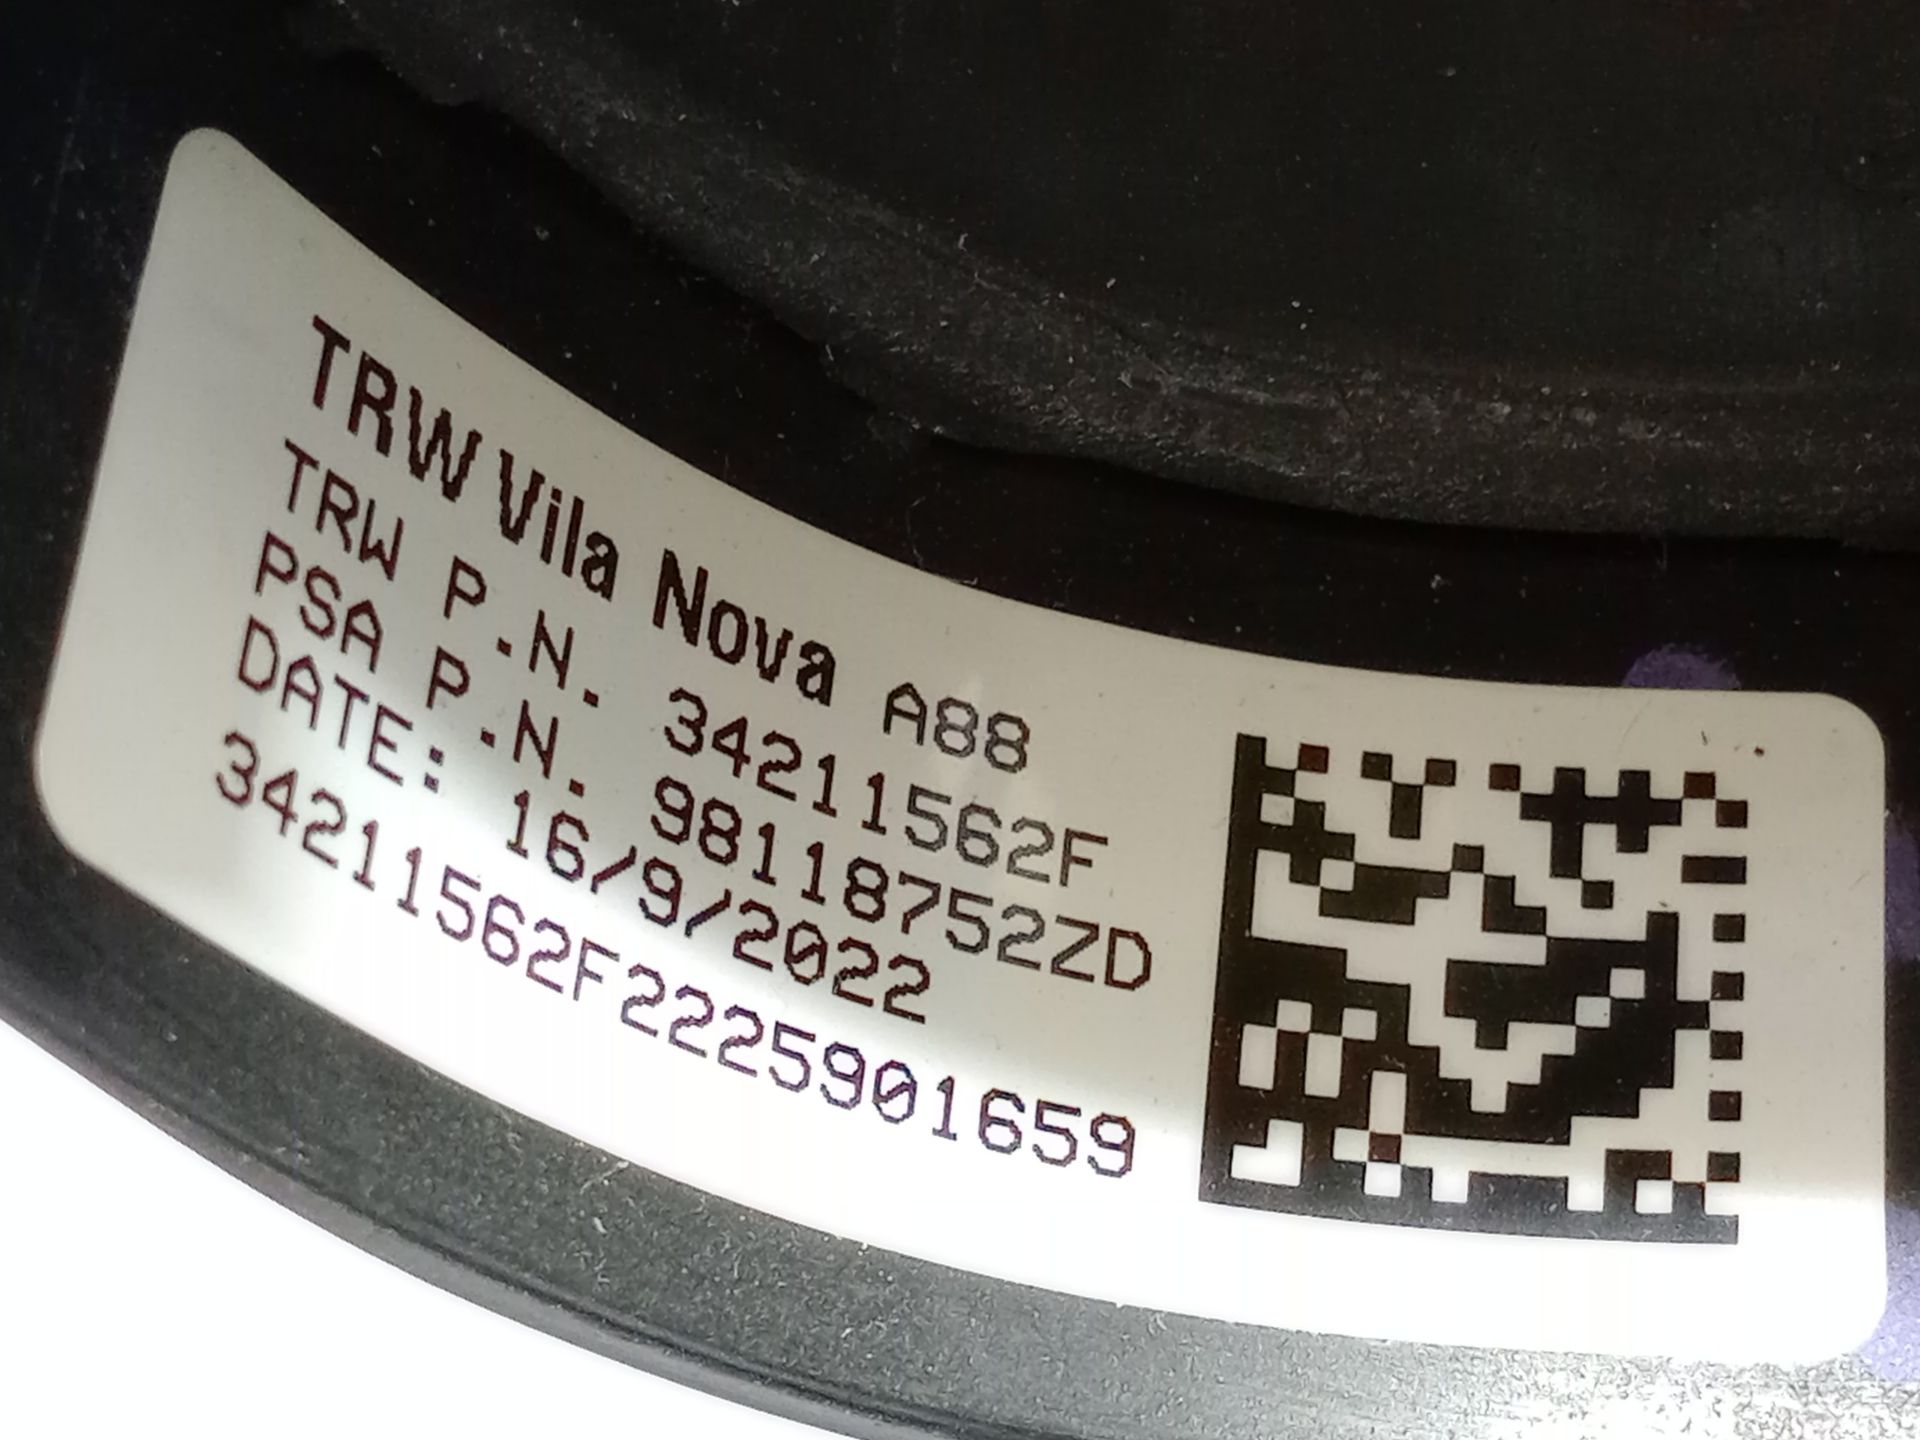 TRW Vila Nova A88
TRW P.N. 34211562F
PSA P.N. 98118752ZD
DATE: 16/9/2022
34211562F2225901659